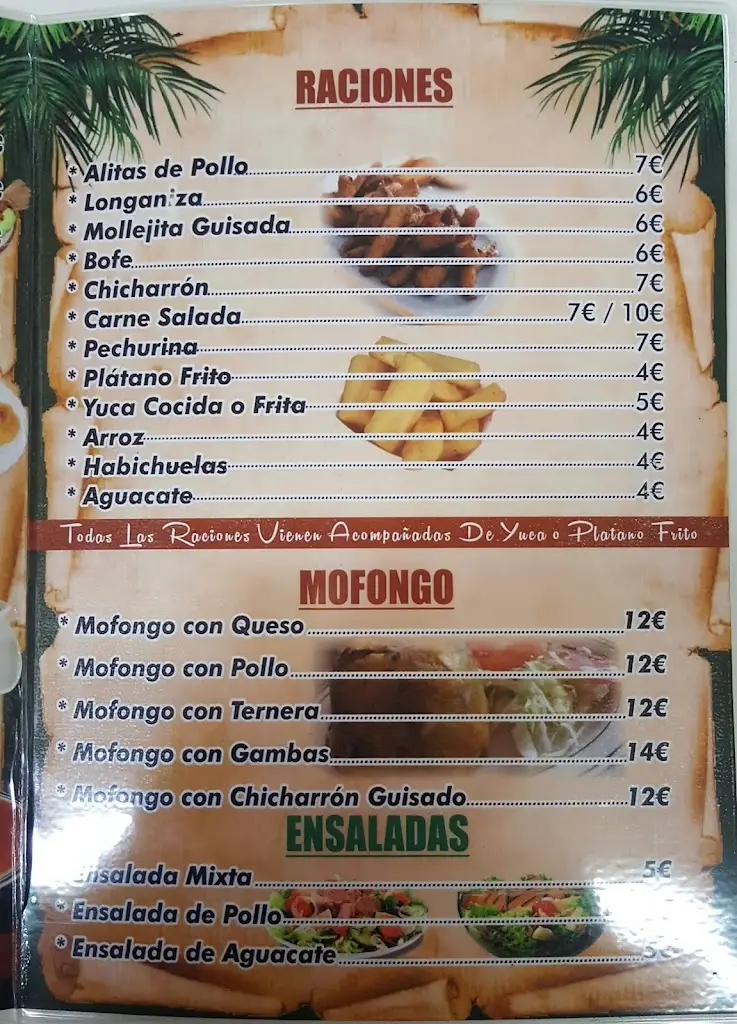 RACIONES
* Alitas de Pollo 7€
* Longaniza 6€
* Mollejita Guisada 6€
* Bofe 6€
* Chicharrón 7€
* Carne Salada 7€ / 10€
* Pechurina 7€
* Plátano Frito 4€
* Yuca Cocida o Frita 5€
* Arroz 4€
* Habichuelas 4€
* Aguacate 4€
Todas Las Raciones Vienen Acompañadas De Yuca o Platano Frito
MOFONGO
* Mofongo con Queso 12€
* Mofongo con Pollo 12€
* Mofongo con Ternera 12€
* Mofongo con Gambas 14€
* Mofongo con Chicharrón Guisado 12€
ENSALADAS
Ensalada Mixta 5€
* Ensalada de Pollo
* Ensalada de Aguacate 5€